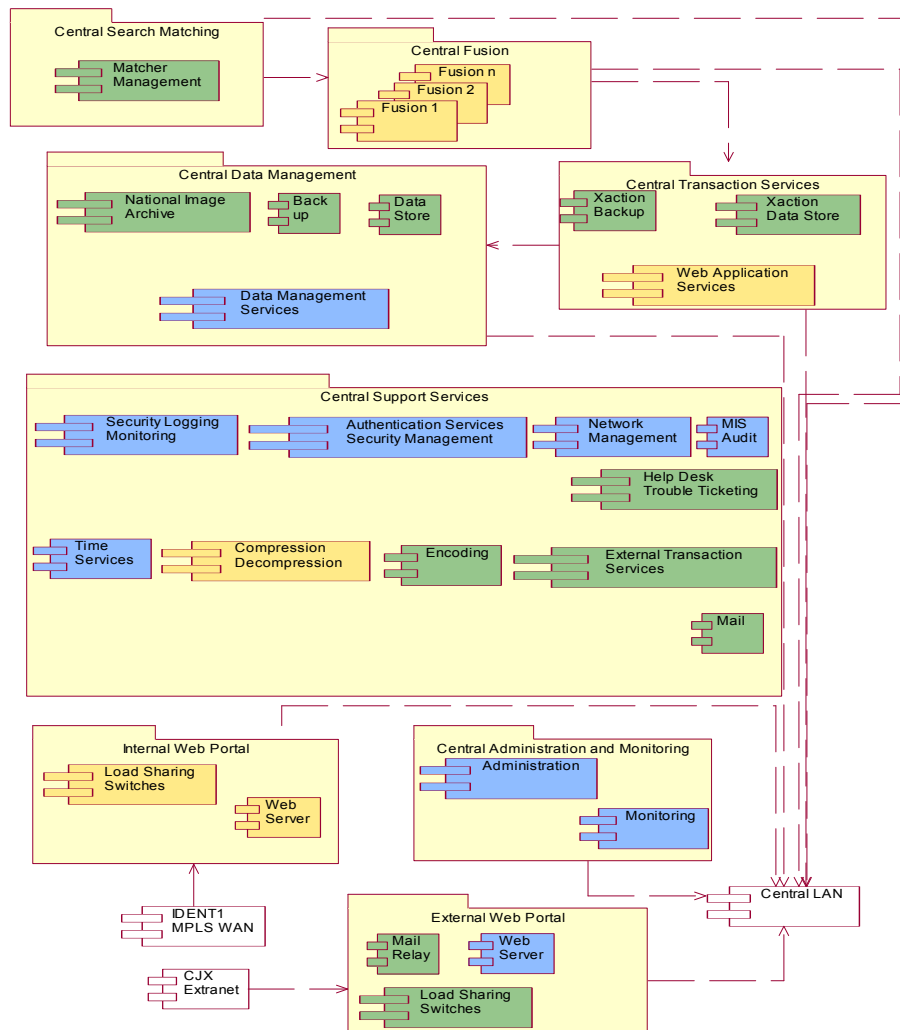 Central Search Matching
Matcher
Management
Central Fusion
Fusion n
Fusion 2
Fusion 1
Central Data Management
National Image
Archive
Back
up
Data
Store
Data Management
Services
Central Transaction Services
Xaction
Backup
Xaction
Data Store
Web Application
Services
Central Support Services
Security Logging
Monitoring
Authentication Services
Security Management
Network
Management
MIS
Audit
Help Desk
Trouble Ticketing
Time
Services
Compression
Decompression
Encoding
External Transaction
Services
Mail
Internal Web Portal
Load Sharing
Switches
Web
Server
Central Administration and Monitoring
Administration
Monitoring
IDENT1
MPLS WAN
Central LAN
External Web Portal
Mail
Relay
Web
Server
CJX
Extranet
Load Sharing
Switches